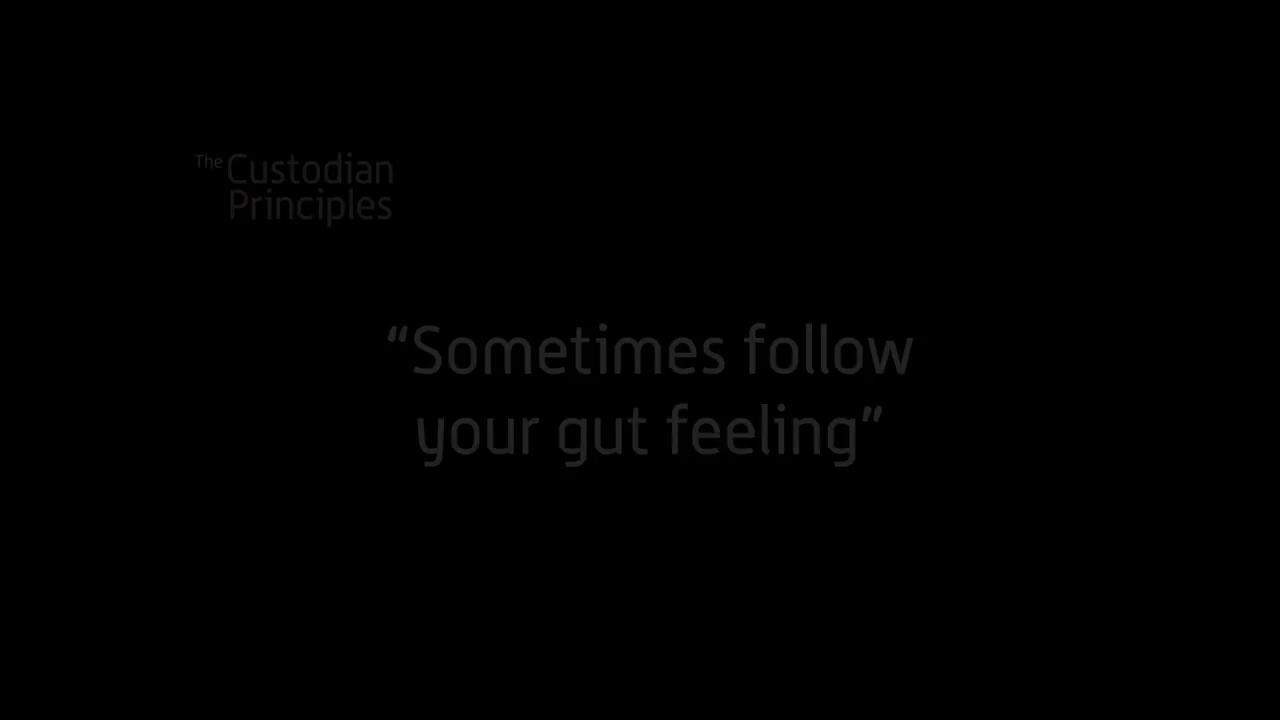 The Custodian
Principles
“Sometimes follow
your gut feeling”